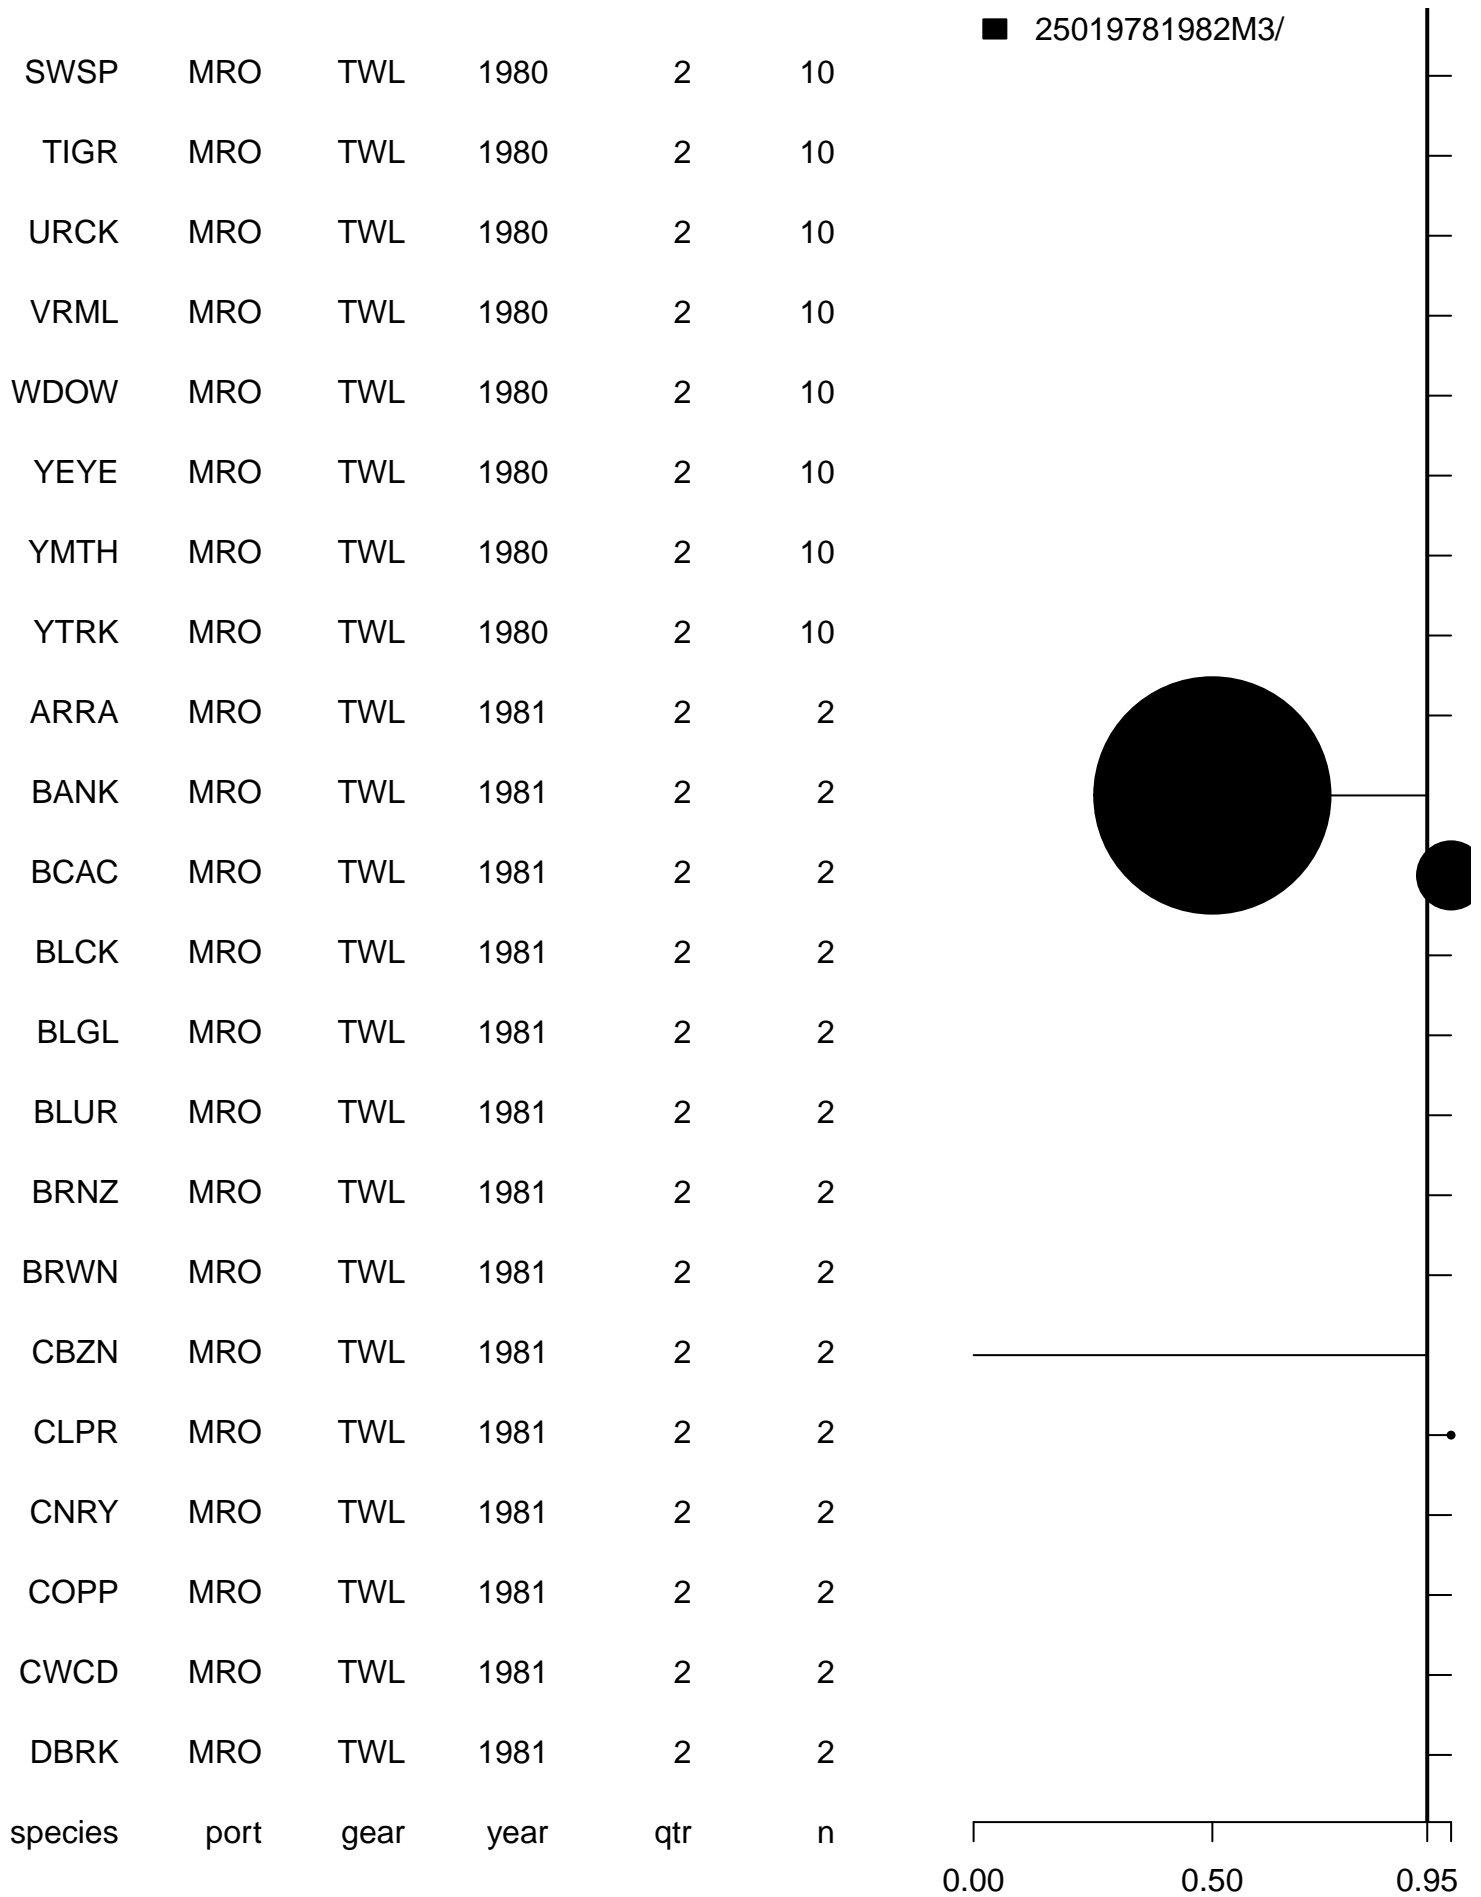 25019781982M3/
SWSP MRO TWL 1980 2 10
TIGR MRO TWL 1980 2 10
URCK MRO TWL 1980 2 10
VRML MRO TWL 1980 2 10
WDOW MRO TWL 1980 2 10
YEYE MRO TWL 1980 2 10
YMTH MRO TWL 1980 2 10
YTRK MRO TWL 1980 2 10
ARRA MRO TWL 1981 2 2
BANK MRO TWL 1981 2 2
BCAC MRO TWL 1981 2 2
BLCK MRO TWL 1981 2 2
BLGL MRO TWL 1981 2 2
BLUR MRO TWL 1981 2 2
BRNZ MRO TWL 1981 2 2
BRWN MRO TWL 1981 2 2
CBZN MRO TWL 1981 2 2
CLPR MRO TWL 1981 2 2
CNRY MRO TWL 1981 2 2
COPP MRO TWL 1981 2 2
CWCD MRO TWL 1981 2 2
DBRK MRO TWL 1981 2 2
species port gear year qtr n
0.00 0.50 0.95